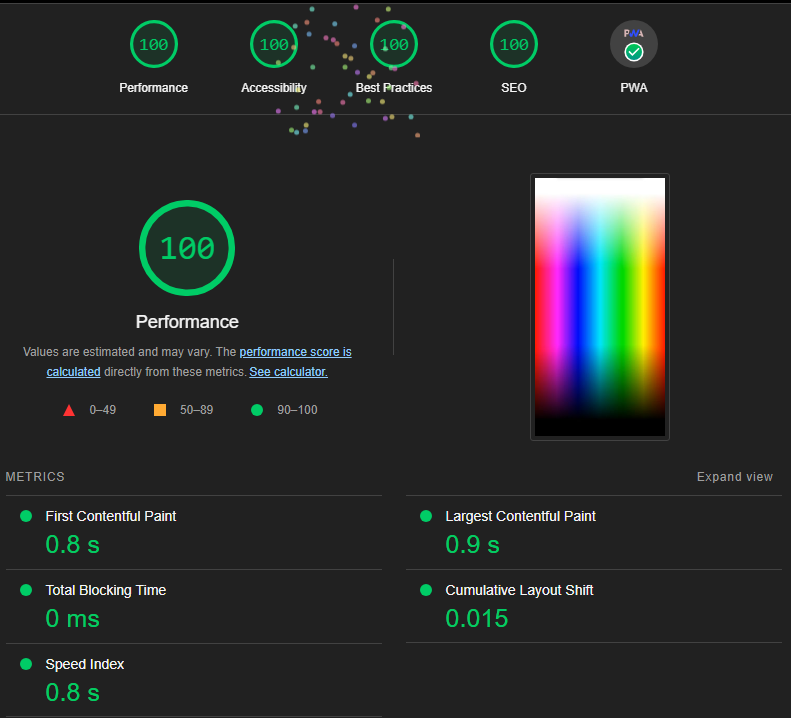 100 100 100 100 PWA
Performance Accessibility Best Practices SEO PWA
100
Performance
Values are estimated and may vary. The performance score is
calculated directly from these metrics. See calculator.
0–49 50–89 90–100
METRICS Expand view
First Contentful Paint
0.8 s
Largest Contentful Paint
0.9 s
Total Blocking Time
0 ms
Cumulative Layout Shift
0.015
Speed Index
0.8 s